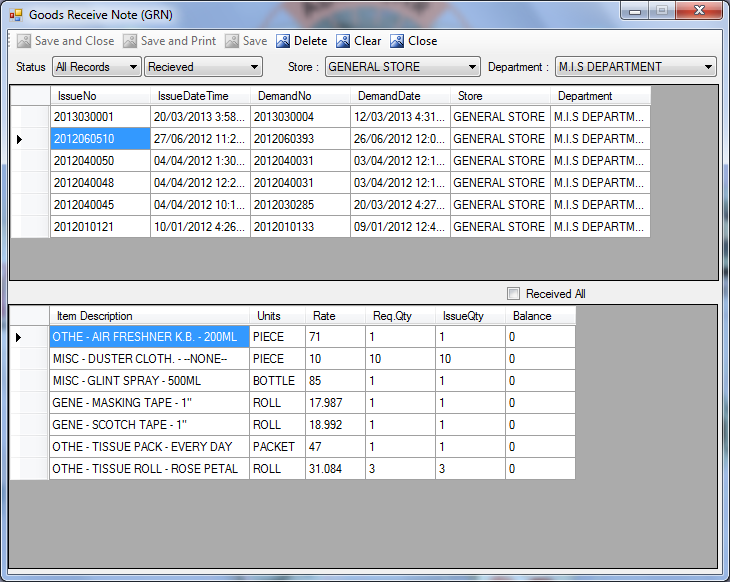 Goods Receive Note (GRN)
Save and Close Save and Print Save Delete Clear Close
Status All Records Recieved Store : GENERAL STORE Department : M.I.S DEPARTMENT
IssueNo IssueDateTime DemandNo DemandDate Store Department
2013030001 20/03/2013 3:58... 2013030004 12/03/2013 4:31... GENERAL STORE M.I.S DEPARTM...
2012060510 27/06/2012 11:2... 2012060393 26/06/2012 12:0... GENERAL STORE M.I.S DEPARTM...
2012040050 04/04/2012 1:30... 2012040031 03/04/2012 12:1... GENERAL STORE M.I.S DEPARTM...
2012040048 04/04/2012 12:2... 2012040031 03/04/2012 12:1... GENERAL STORE M.I.S DEPARTM...
2012040045 04/04/2012 10:1... 2012030285 20/03/2012 4:27... GENERAL STORE M.I.S DEPARTM...
2012010121 10/01/2012 4:26... 2012010133 09/01/2012 12:4... GENERAL STORE M.I.S DEPARTM...
Received All
Item Description Units Rate Req.Qty IssueQty Balance
OTHE - AIR FRESHNER K.B. - 200ML PIECE 71 1 1 0
MISC - DUSTER CLOTH. - --NONE-- PIECE 10 10 10 0
MISC - GLINT SPRAY - 500ML BOTTLE 85 1 1 0
GENE - MASKING TAPE - 1" ROLL 17.987 1 1 0
GENE - SCOTCH TAPE - 1" ROLL 18.992 1 1 0
OTHE - TISSUE PACK - EVERY DAY PACKET 47 1 1 0
OTHE - TISSUE ROLL - ROSE PETAL ROLL 31.084 3 3 0